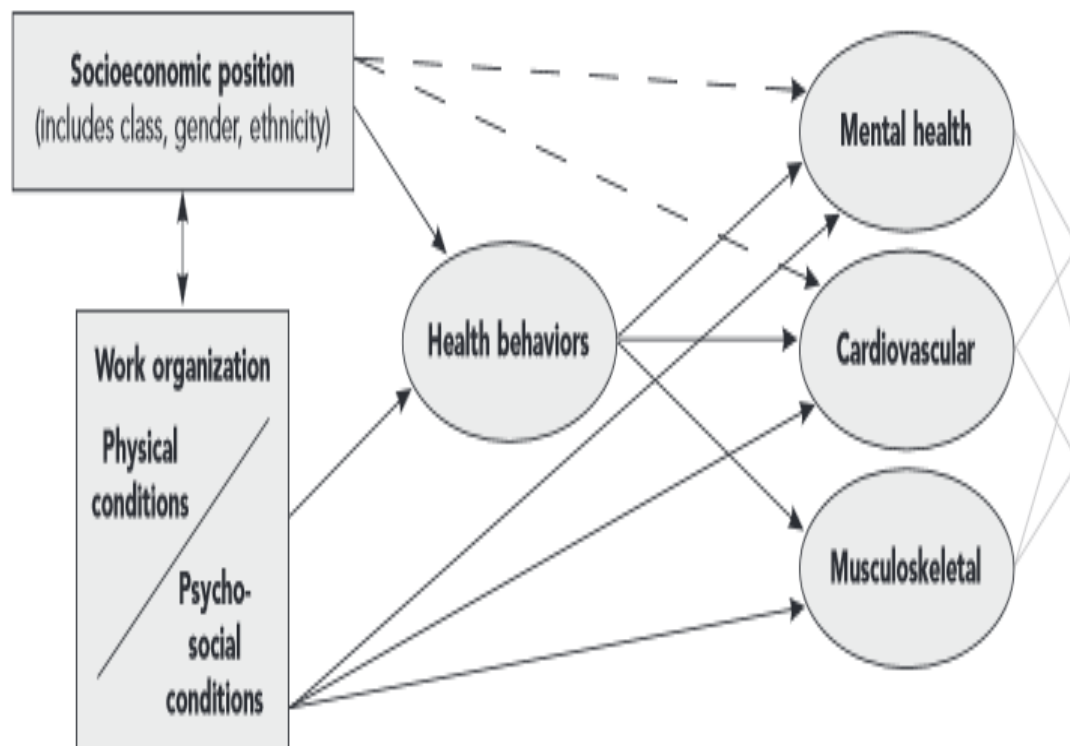 Socioeconomic position
(includes class, gender, ethnicity)
Work organization
Physical
conditions
Psycho-
social
conditions
Health behaviors
Mental health
Cardiovascular
Musculoskeletal